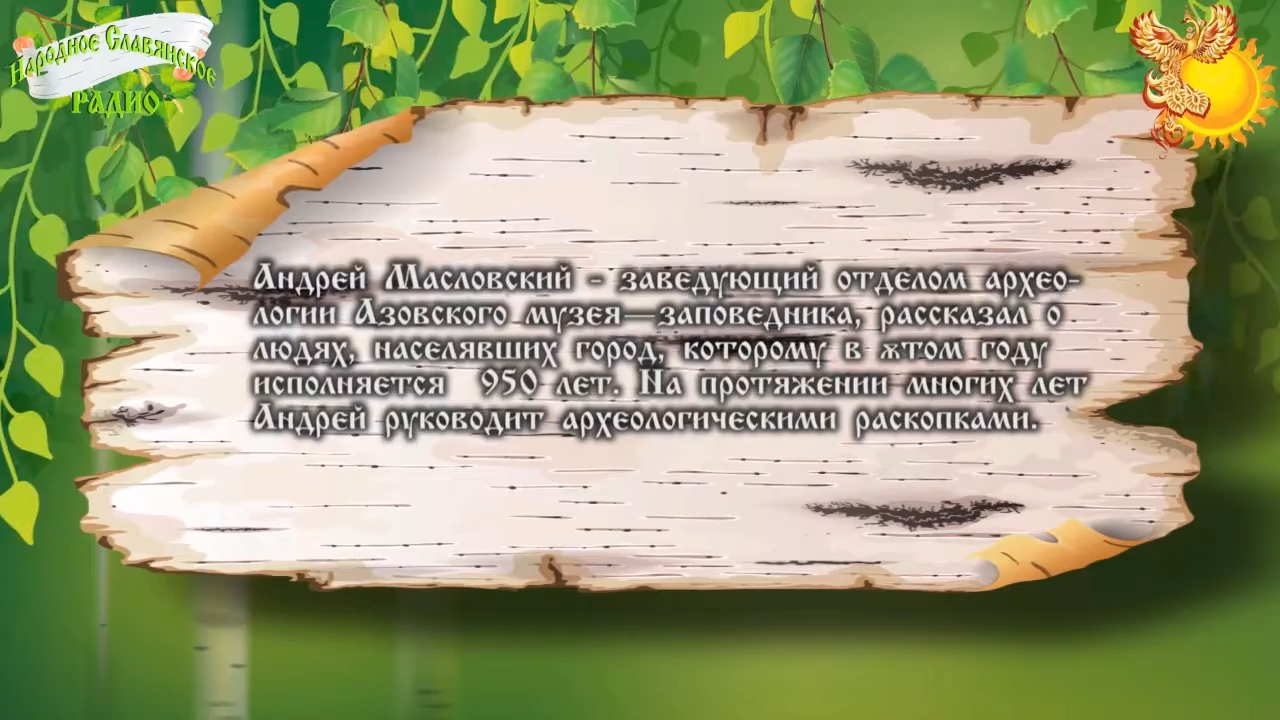 Народное Славянское
РАДИО
Андрей Масловский - заведующий отделом архео-
логии Азовского музея—заповедника, рассказал о
людях, населявших город, которому в ѫтом году
исполняется 950 лет. На протяжении многих лет
Андрей руководит археологическими раскопками.